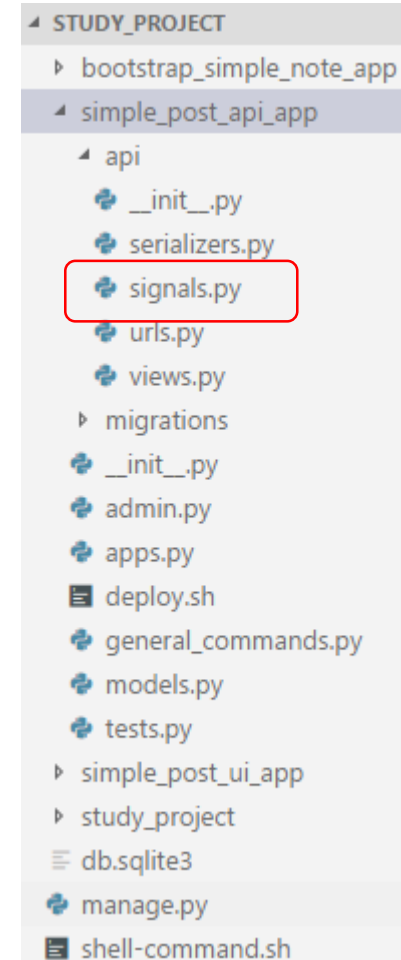 STUDY_PROJECT
bootstrap_simple_note_app
simple_post_api_app
api
__init__.py
serializers.py
signals.py
urls.py
views.py
migrations
__init__.py
admin.py
apps.py
deploy.sh
general_commands.py
models.py
tests.py
simple_post_ui_app
study_project
db.sqlite3
manage.py
shell-command.sh